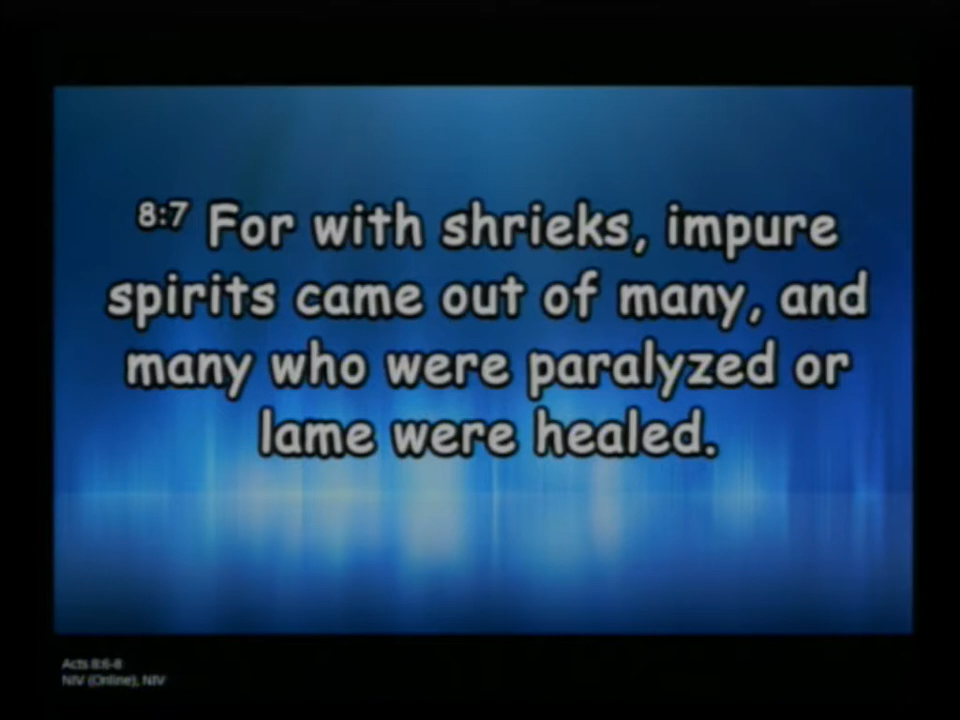 8:7 For with shrieks, impure
spirits came out of many, and
many who were paralyzed or
lame were healed.
Acts 8:6-8
NIV (Online), NIV